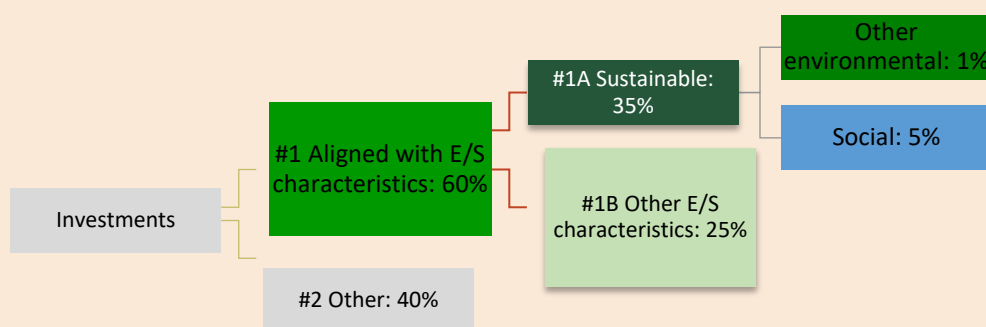 Investments
#1 Aligned with E/S
characteristics: 60%
#2 Other: 40%
#1A Sustainable:
35%
#1B Other E/S
characteristics: 25%
Other
environmental: 1%
Social: 5%